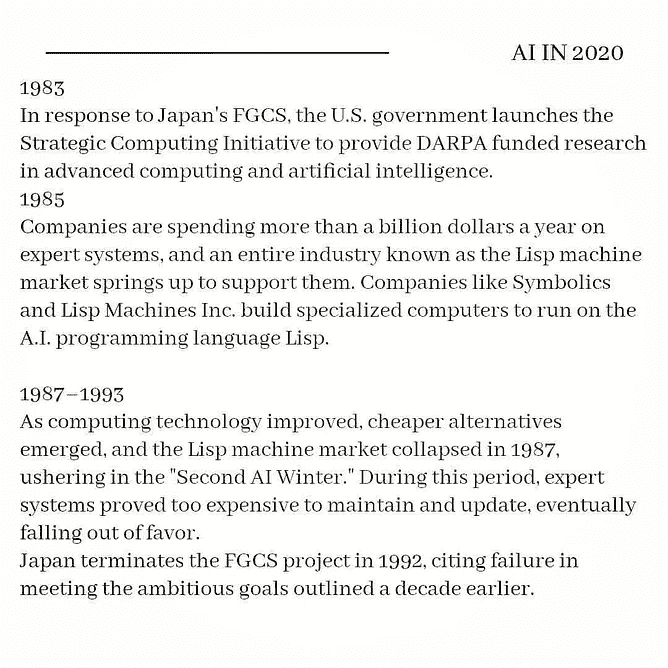 AI IN 2020
1983
In response to Japan's FGCS, the U.S. government launches the
Strategic Computing Initiative to provide DARPA funded research
in advanced computing and artificial intelligence.
1985
Companies are spending more than a billion dollars a year on
expert systems, and an entire industry known as the Lisp machine
market springs up to support them. Companies like Symbolics
and Lisp Machines Inc. build specialized computers to run on the
A.I. programming language Lisp.
1987–1993
As computing technology improved, cheaper alternatives
emerged, and the Lisp machine market collapsed in 1987,
ushering in the "Second AI Winter." During this period, expert
systems proved too expensive to maintain and update, eventually
falling out of favor.
Japan terminates the FGCS project in 1992, citing failure in
meeting the ambitious goals outlined a decade earlier.